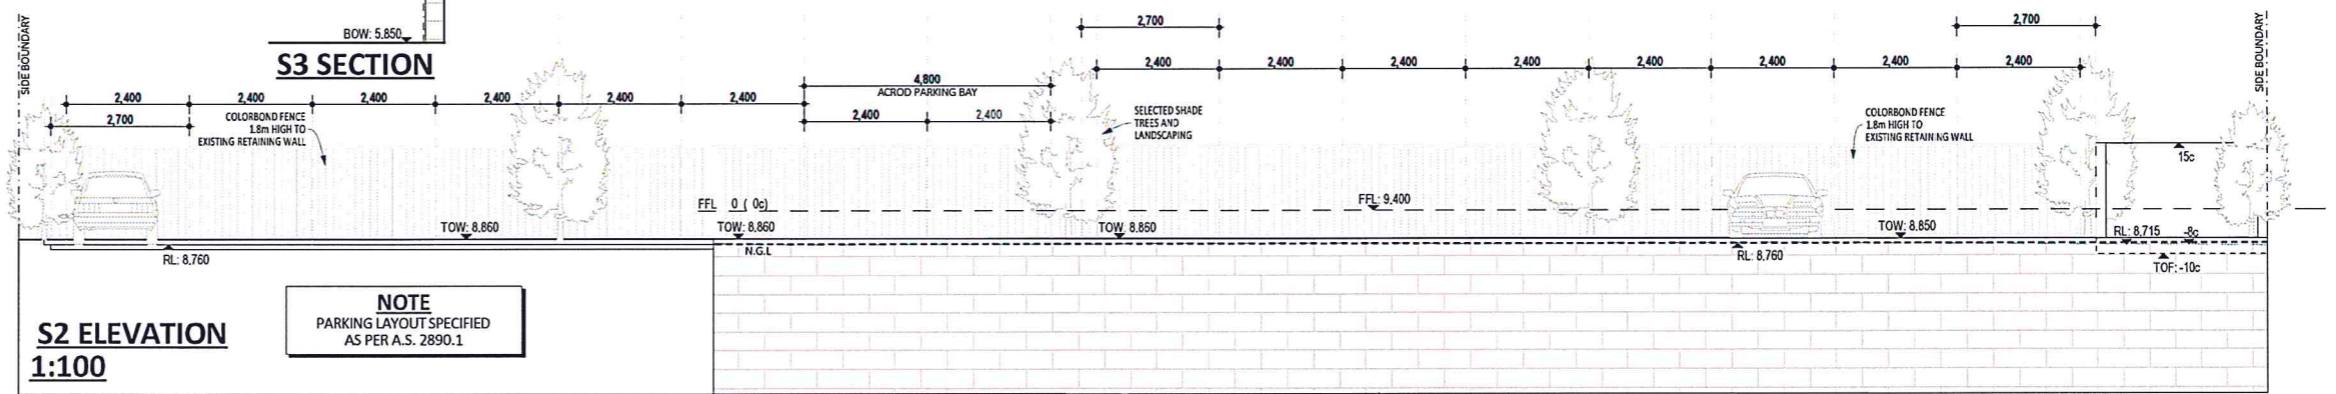 SIDE BOUNDARY
BOW: 5.850
S3 SECTION
2,700
2,700
SIDE BOUNDARY
2,400
2,400
2,400
2,400
2,400
2,400
2,400
2,400
4,800
ACROD PARKING BAY
2,400
2,400
2,400
2,400
2,400
2,400
2,700
2,400
2,400
COLORBOND FENCE
1.8m HIGH TO
EXISTING RETAINING WALL
SELECTED SHADE
TREES AND
LANDSCAPING
COLORBOND FENCE
1.8m HIGH TO
EXISTING RETAINING WALL
15c
FFL 0 ( 0c)
FFL: 9,400
TOW: 8,860
TOW: 8,860
TOW: 8,860
TOW: 8,850
RL: 8,715
-8c
N.G.L
RL: 8,760
RL: 8,760
TOF: -10c
NOTE
PARKING LAYOUT SPECIFIED
AS PER A.S. 2890.1
S2 ELEVATION
1:100